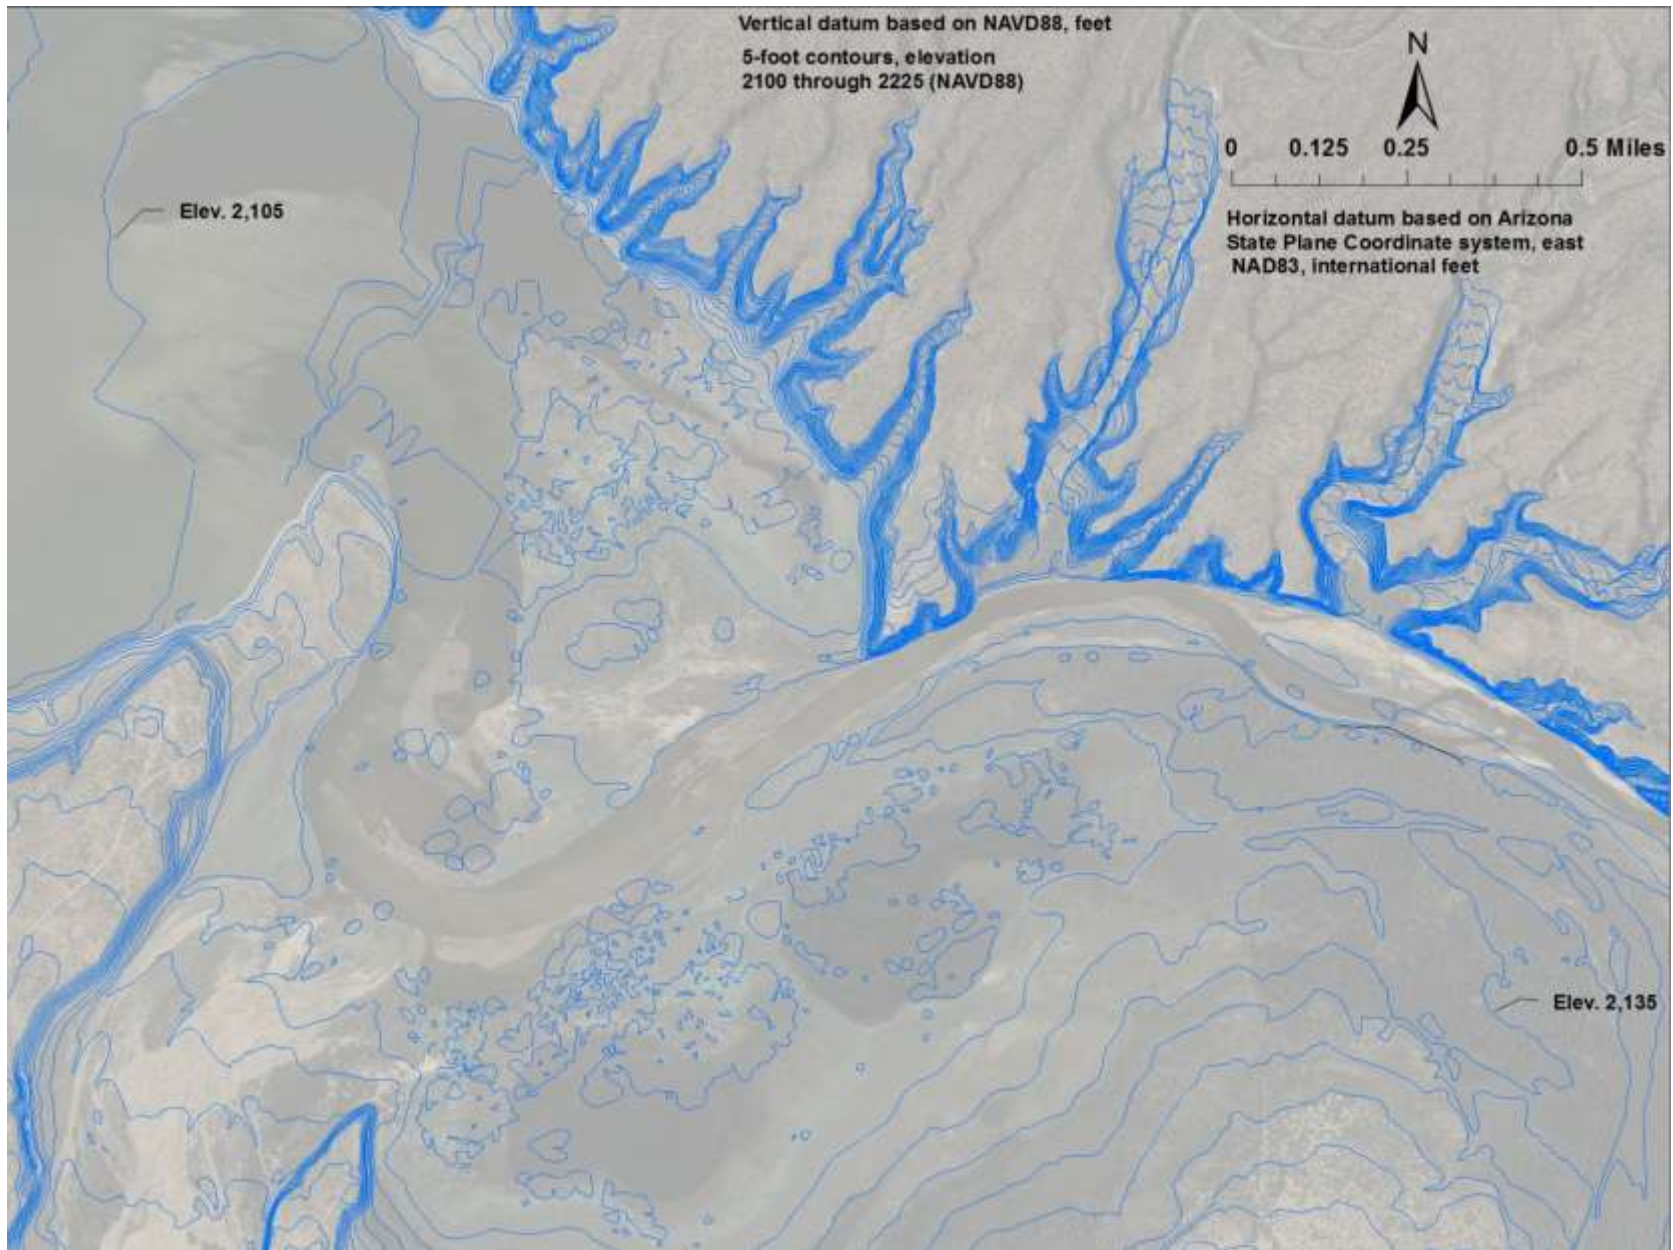 Vertical datum based on NAVD88, feet
5-foot contours, elevation
2100 through 2225 (NAVD88)
N
0 0.125 0.25 0.5 Miles
Horizontal datum based on Arizona
State Plane Coordinate system, east
NAD83, international feet
Elev. 2,105
Elev. 2,135